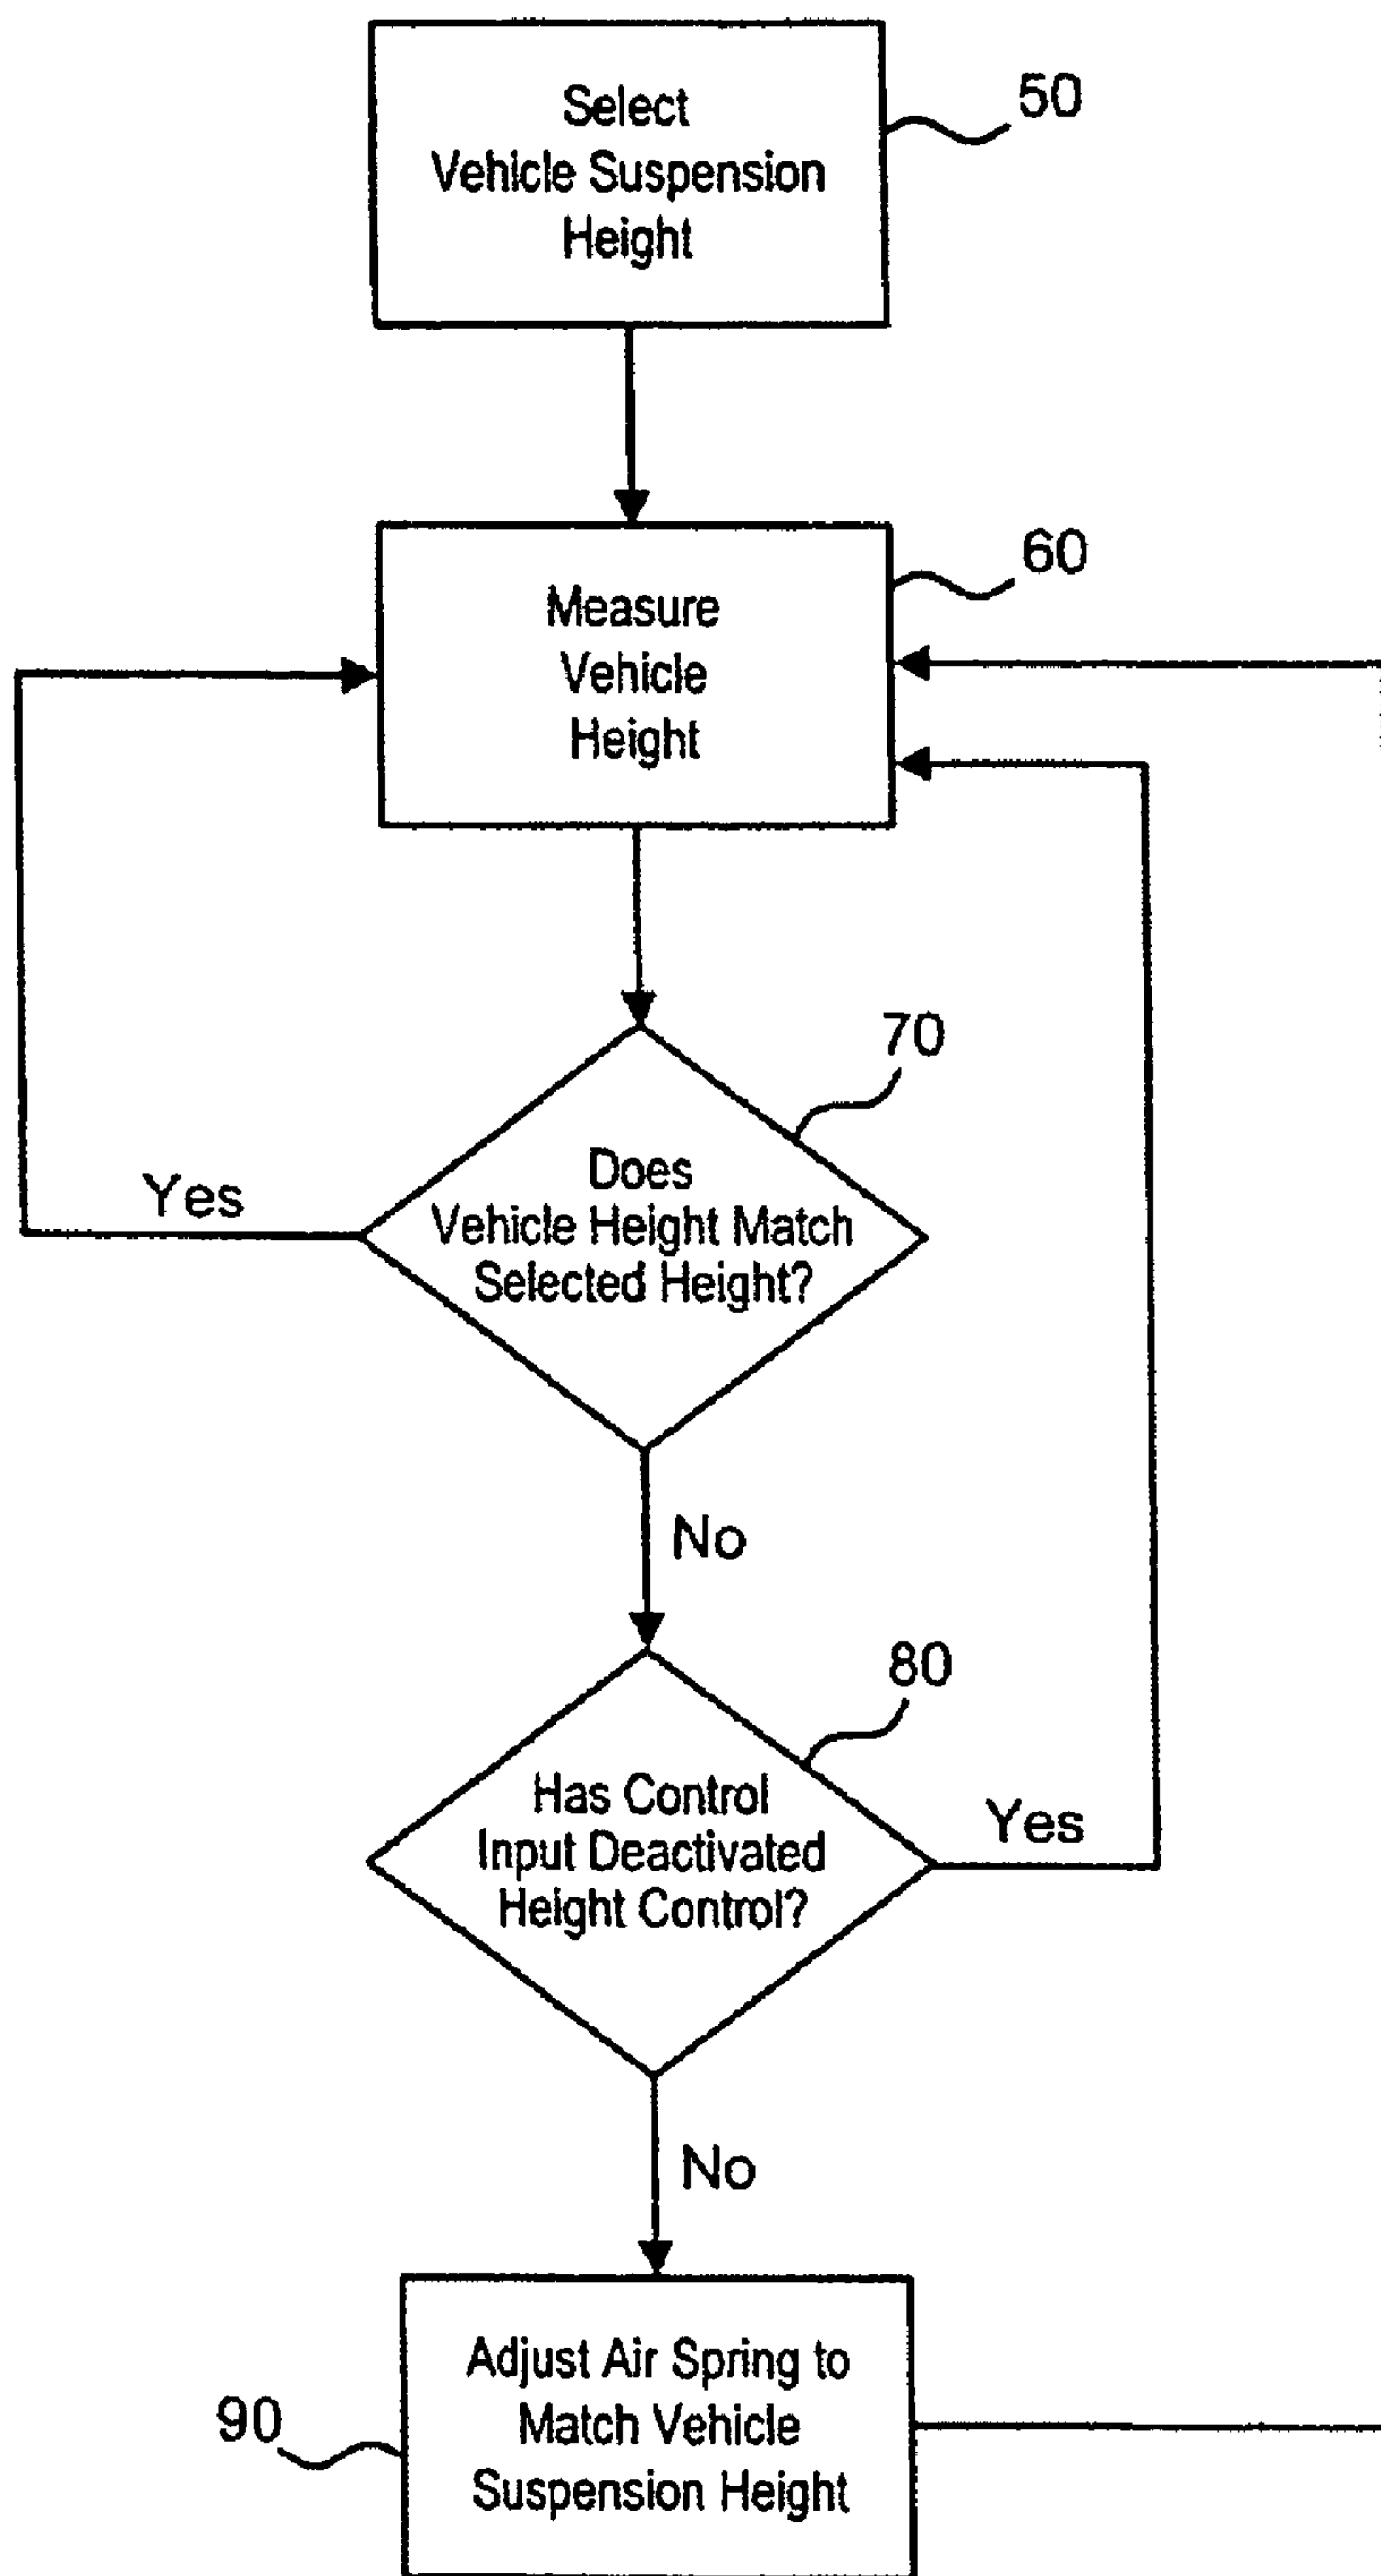 Select
Vehicle Suspension
Height
50
Measure
Vehicle
Height
60
70
Does
Vehicle Height Match
Selected Height?
Yes
No
80
Has Control
Input Deactivated
Height Control?
Yes
No
Adjust Air Spring to
Match Vehicle
Suspension Height
90